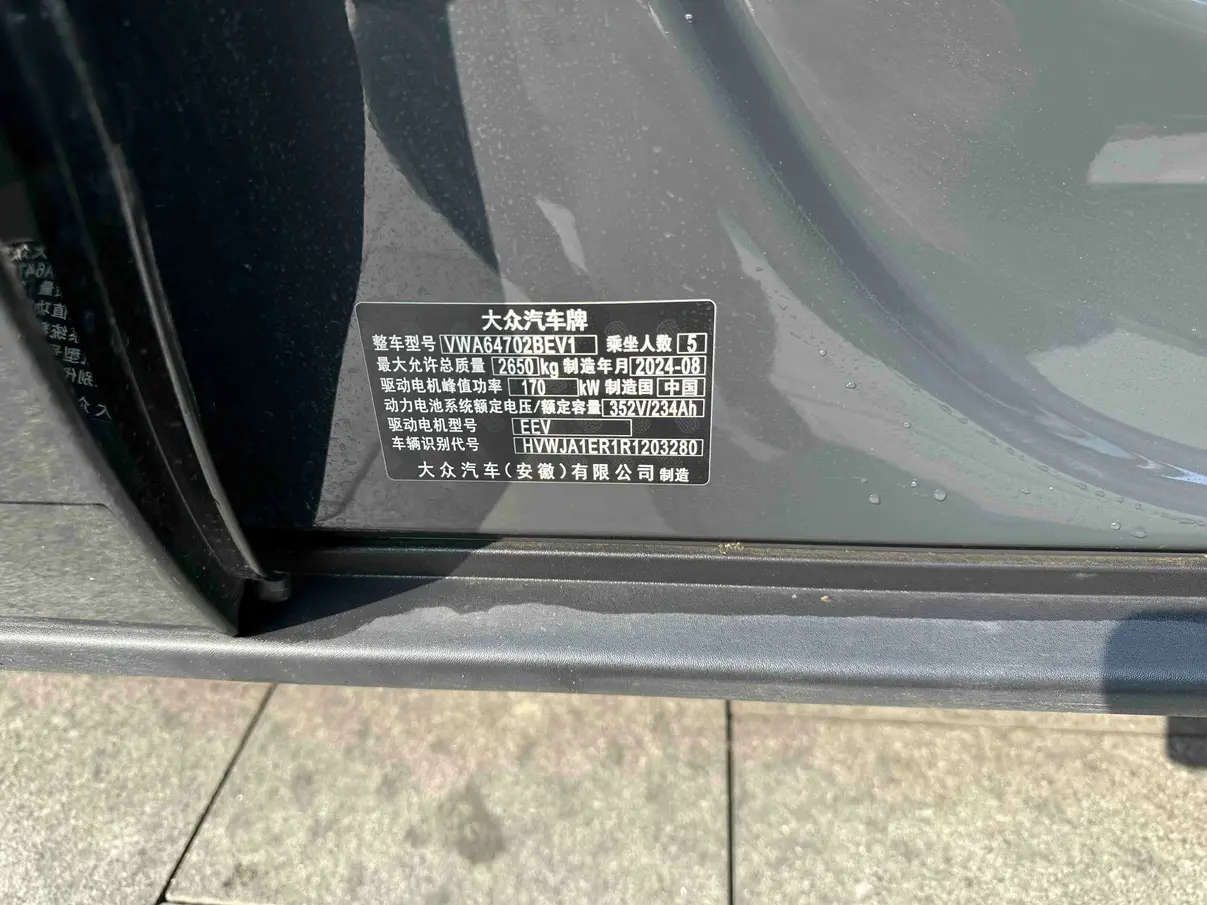 大众汽车牌
整车型号 VWA64702BEV1 乘坐人数 5
最大允许总质量 2650 kg 制造年月 2024-08
驱动电机峰值功率 170 kW 制造国 中国
动力电池系统额定电压/额定容量 352V/234Ah
驱动电机型号 EEV
车辆识别代号 HVWJA1ER1R1203280
大众汽车(安徽)有限公司 制造